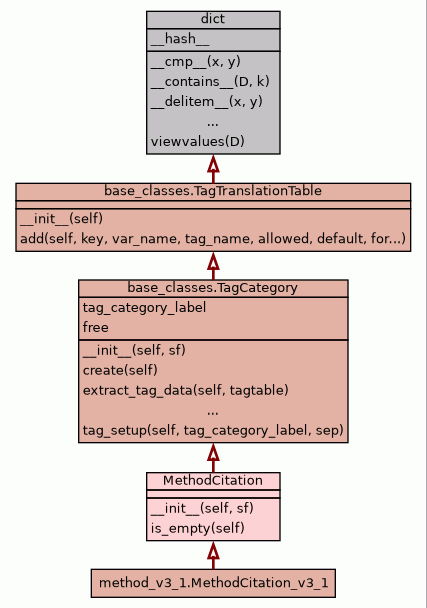 dict
__hash__
__cmp__(x, y)
__contains__(D, k)
__delitem__(x, y)
...
viewvalues(D)
base_classes.TagTranslationTable
__init__(self)
add(self, key, var_name, tag_name, allowed, default, for...)
base_classes.TagCategory
tag_category_label
free
__init__(self, sf)
create(self)
extract_tag_data(self, tagtable)
...
tag_setup(self, tag_category_label, sep)
MethodCitation
__init__(self, sf)
is_empty(self)
method_v3_1.MethodCitation_v3_1